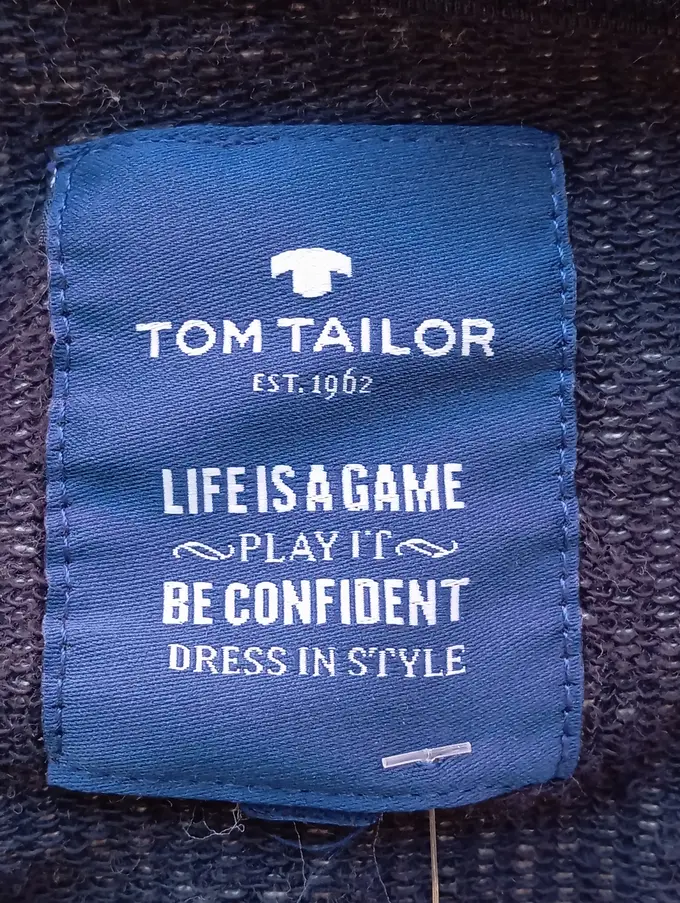 TOM TAILOR
EST. 1962
LIFE IS A GAME
PLAY IT
BE CONFIDENT
DRESS IN STYLE